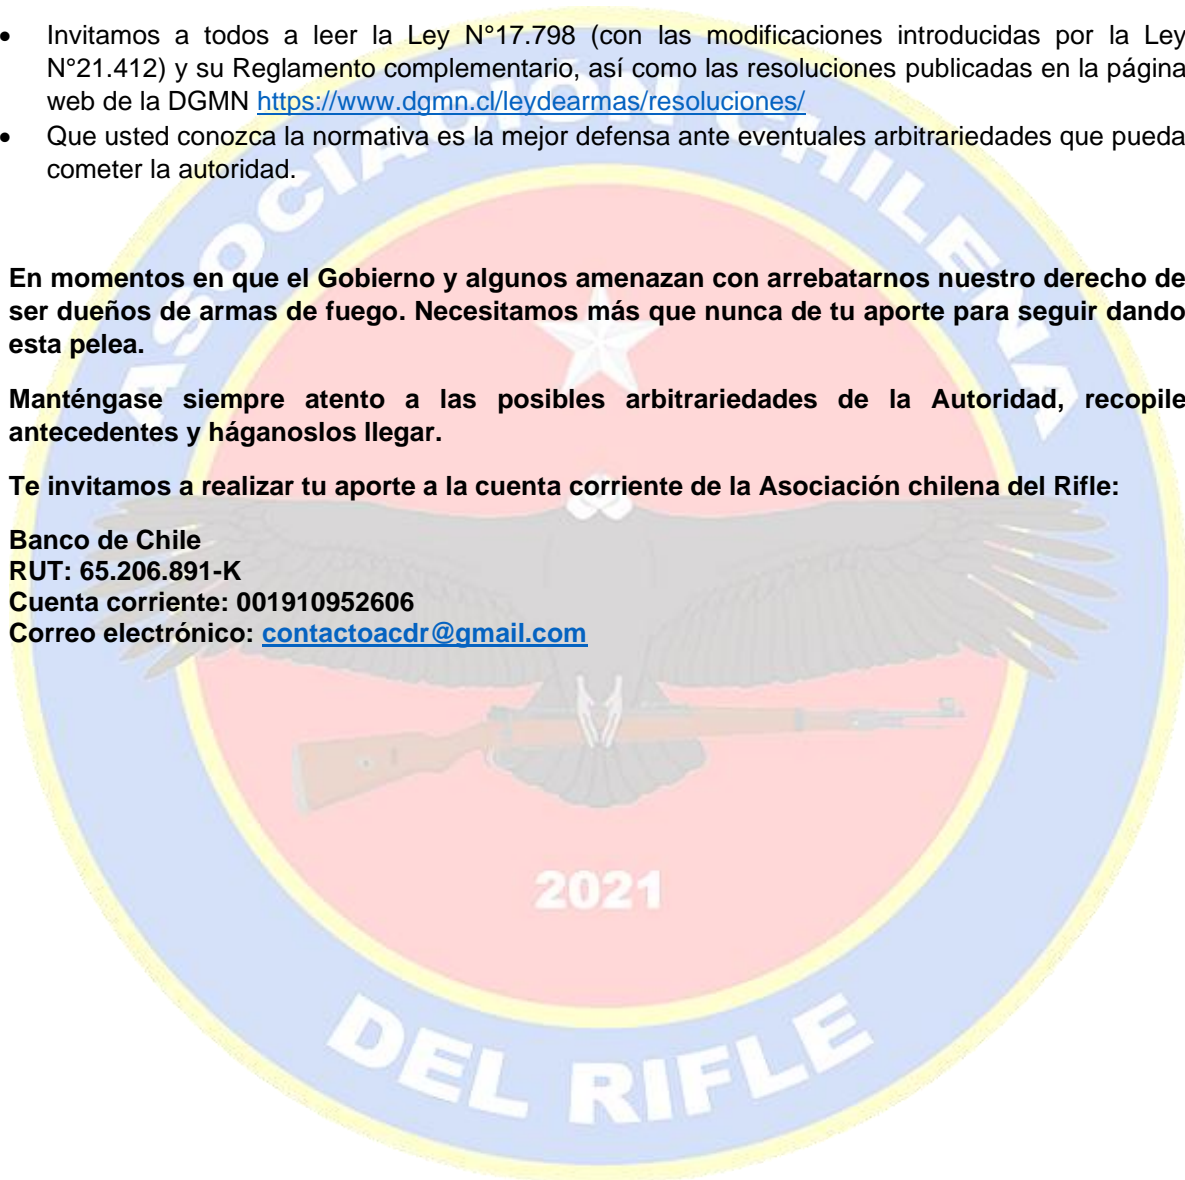 • Invitamos a todos a leer la Ley N°17.798 (con las modificaciones introducidas por la Ley
N°21.412) y su Reglamento complementario, así como las resoluciones publicadas en la página
web de la DGMN https://www.dgmn.cl/leydearmas/resoluciones/
• Que usted conozca la normativa es la mejor defensa ante eventuales arbitrariedades que pueda
cometer la autoridad.
En momentos en que el Gobierno y algunos amenazan con arrebatarnos nuestro derecho de
ser dueños de armas de fuego. Necesitamos más que nunca de tu aporte para seguir dando
esta pelea.
Manténgase siempre atento a las posibles arbitrariedades de la Autoridad, recopile
antecedentes y háganoslos llegar.
Te invitamos a realizar tu aporte a la cuenta corriente de la Asociación chilena del Rifle:
Banco de Chile
RUT: 65.206.891-K
Cuenta corriente: 001910952606
Correo electrónico: contactoacdr@gmail.com
ASOCIACIÓN CHILENA
2021
DEL RIFLE